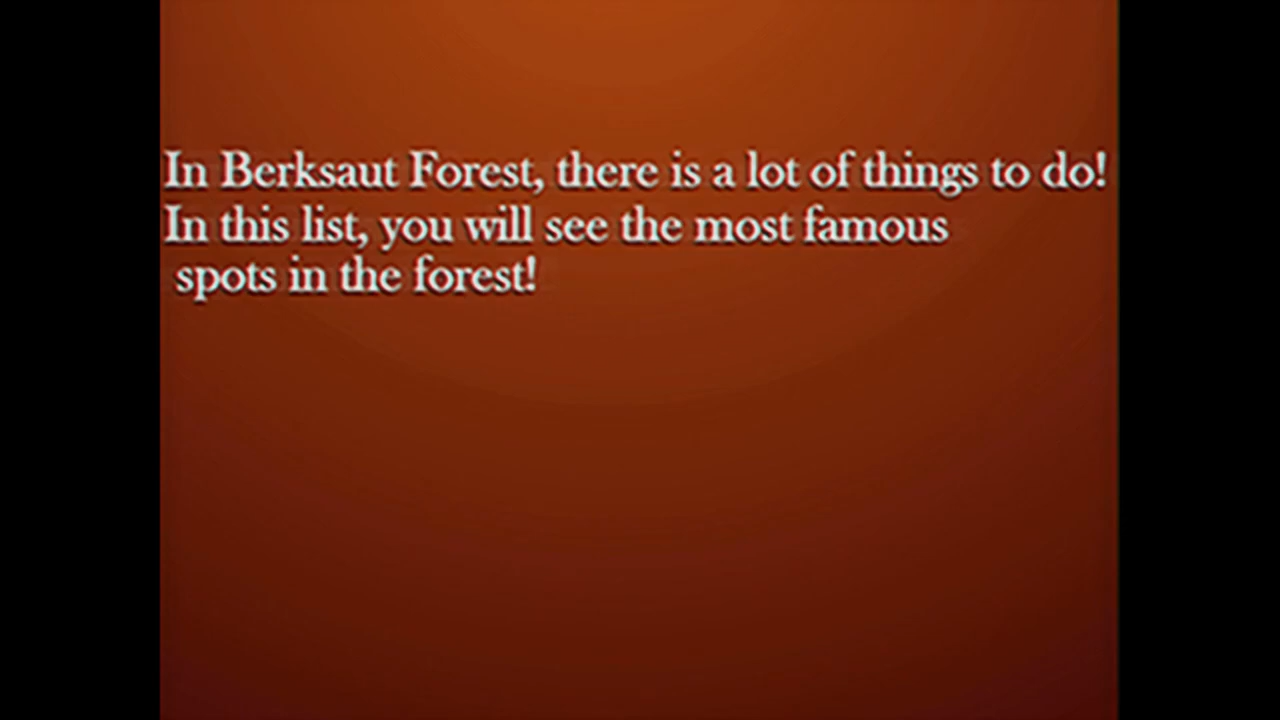 In Berksaut Forest, there is a lot of things to do!
In this list, you will see the most famous
spots in the forest!